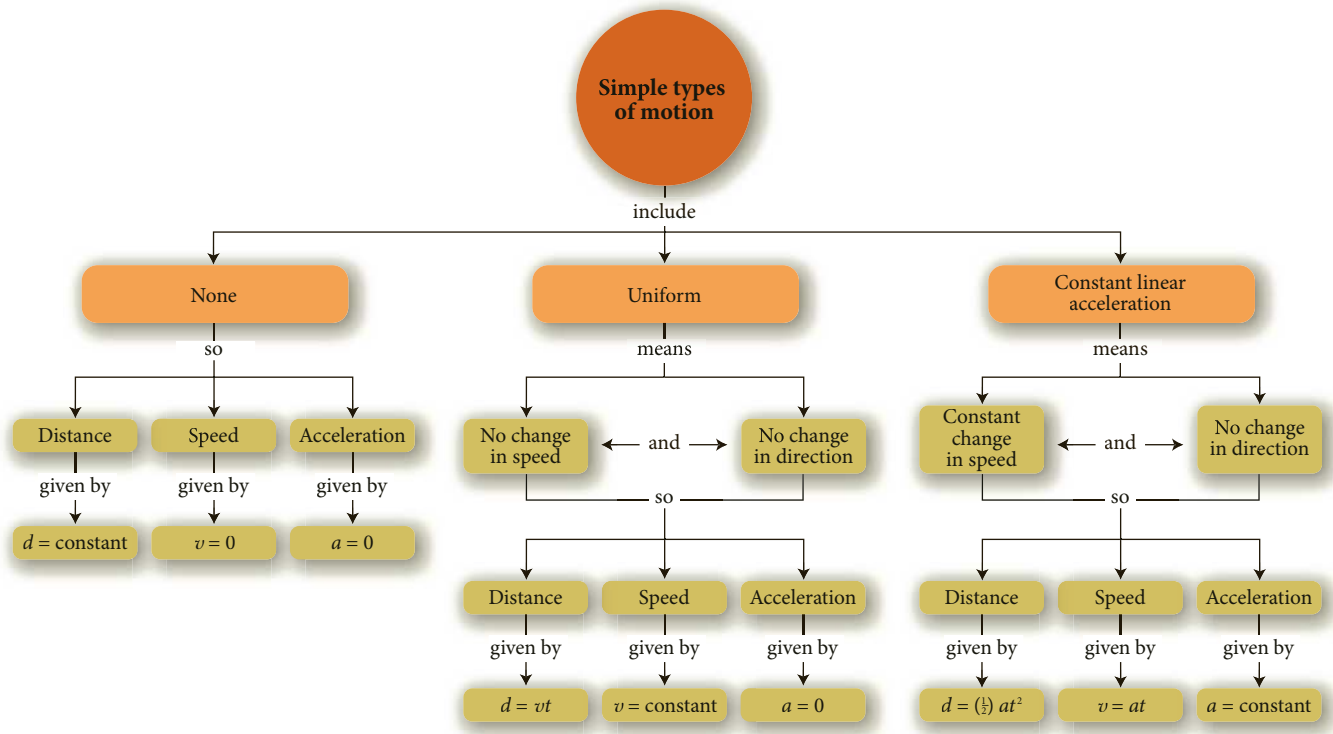 Simple types
of motion
include
None
Uniform
Constant linear
acceleration
so
means
means
Distance
Speed
Acceleration
No change
in speed
and
No change
in direction
Constant
change
in speed
and
No change
in direction
given by
given by
given by
so
so
d = constant
v = 0
a = 0
Distance
Speed
Acceleration
Distance
Speed
Acceleration
given by
given by
given by
given by
given by
given by
d = vt
v = constant
a = 0
d = (½) at²
v = at
a = constant